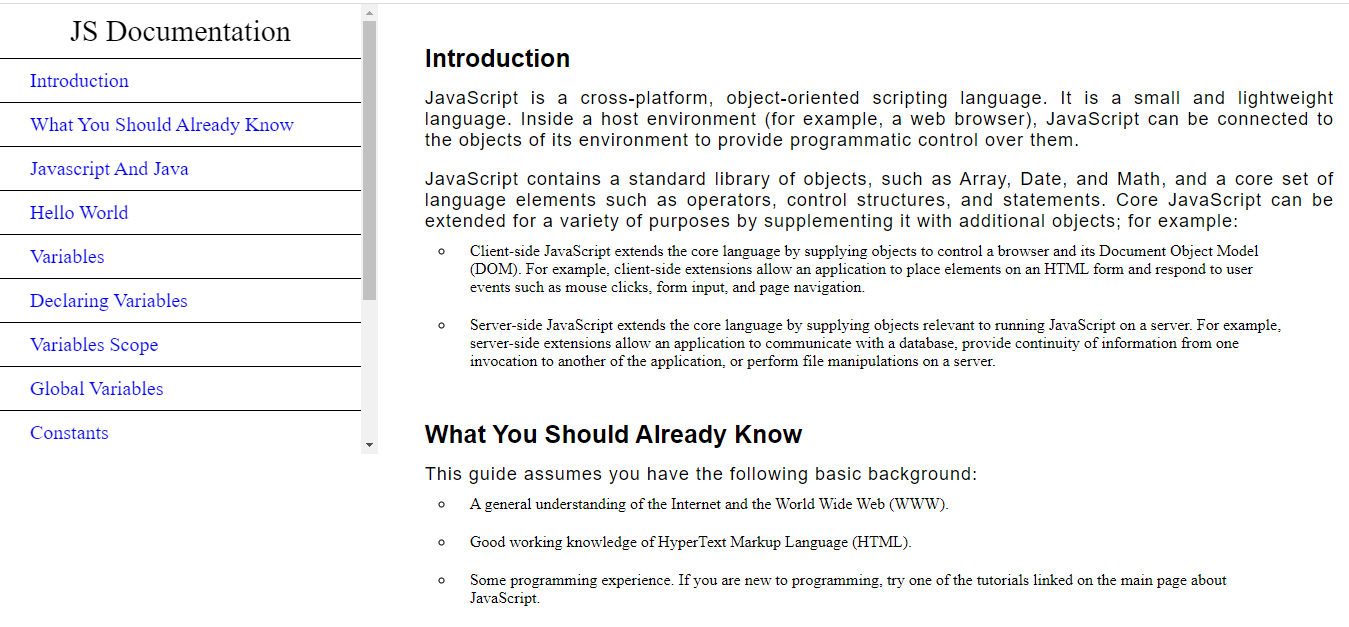 JS Documentation
Introduction
What You Should Already Know
Javascript And Java
Hello World
Variables
Declaring Variables
Variables Scope
Global Variables
Constants
Introduction
JavaScript is a cross-platform, object-oriented scripting language. It is a small and lightweight
language. Inside a host environment (for example, a web browser), JavaScript can be connected to
the objects of its environment to provide programmatic control over them.
JavaScript contains a standard library of objects, such as Array, Date, and Math, and a core set of
language elements such as operators, control structures, and statements. Core JavaScript can be
extended for a variety of purposes by supplementing it with additional objects; for example:
Client-side JavaScript extends the core language by supplying objects to control a browser and its Document Object Model
(DOM). For example, client-side extensions allow an application to place elements on an HTML form and respond to user
events such as mouse clicks, form input, and page navigation.
Server-side JavaScript extends the core language by supplying objects relevant to running JavaScript on a server. For example,
server-side extensions allow an application to communicate with a database, provide continuity of information from one
invocation to another of the application, or perform file manipulations on a server.
What You Should Already Know
This guide assumes you have the following basic background:
A general understanding of the Internet and the World Wide Web (WWW).
Good working knowledge of HyperText Markup Language (HTML).
Some programming experience. If you are new to programming, try one of the tutorials linked on the main page about
JavaScript.